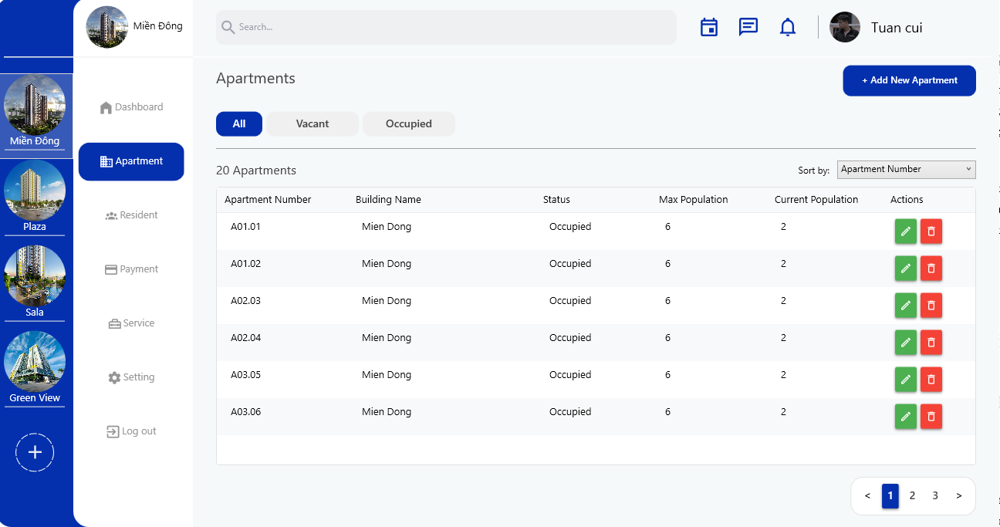 Miền Đông
Search...
Tuan cui
Miền Đông
Plaza
Sala
Green View
Dashboard
Apartment
Resident
Payment
Service
Setting
Log out
Apartments
+ Add New Apartment
All Vacant Occupied
20 Apartments
Sort by: Apartment Number
Apartment Number Building Name Status Max Population Current Population Actions
A01.01 Mien Dong Occupied 6 2
A01.02 Mien Dong Occupied 6 2
A02.03 Mien Dong Occupied 6 2
A02.04 Mien Dong Occupied 6 2
A03.05 Mien Dong Occupied 6 2
A03.06 Mien Dong Occupied 6 2
< 1 2 3 >